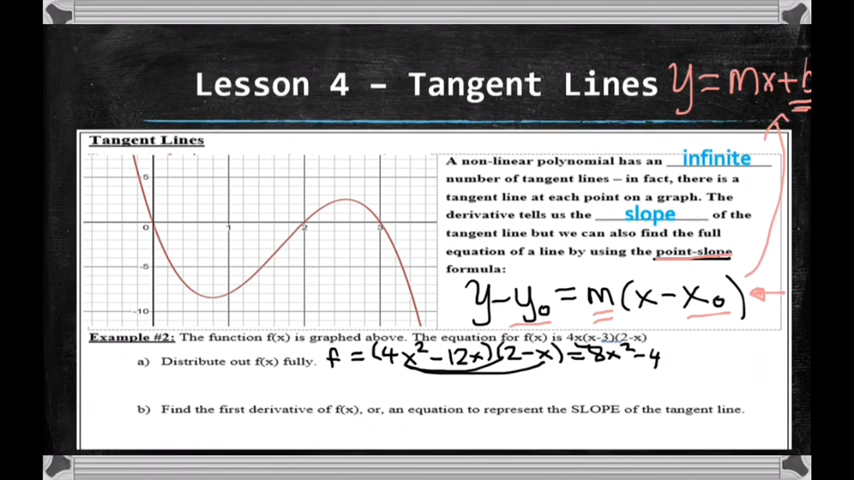 Lesson 4 – Tangent Lines
y=mx+b
Tangent Lines
5
0
1
2
3
-5
-10
A non-linear polynomial has an infinite
number of tangent lines – in fact, there is a
tangent line at each point on a graph. The
derivative tells us the slope of the
tangent line but we can also find the full
equation of a line by using the point-slope
formula:
y-y₀=m(x-x₀)
Example #2: The function f(x) is graphed above. The equation for f(x) is 4x(x-3)(2-x)
a) Distribute out f(x) fully. f = (4x²-12x)(2-x)=8x²-4
b) Find the first derivative of f(x), or, an equation to represent the SLOPE of the tangent line.